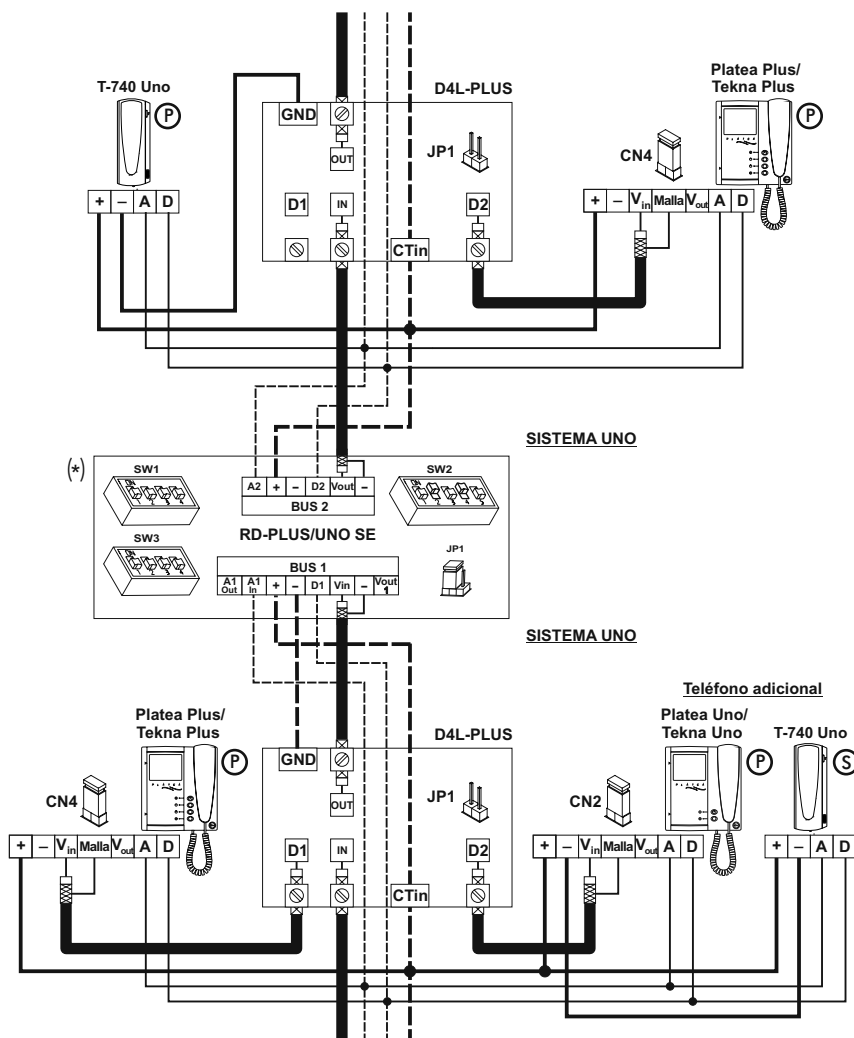 T-740 Uno
P
+ – A D
D4L-PLUS
GND
OUT
JP1
D1
IN
D2
CTin
Platea Plus/
Tekna Plus
P
CN4
+ – Vin Malla Vout A D
SISTEMA UNO
(*)
SW1
ON
SW2
ON
A2 + – D2 Vout –
BUS 2
RD-PLUS/UNO SE
SW3
ON
JP1
BUS 1
A1 Out A1 In + – D1 Vin – Vout 1
SISTEMA UNO
Platea Plus/
Tekna Plus
P
CN4
+ – Vin Malla Vout A D
D4L-PLUS
GND
OUT
JP1
D1
IN
D2
CTin
Teléfono adicional
Platea Uno/
Tekna Uno
P
T-740 Uno
S
CN2
+ – Vin Malla Vout A D
+ – A D